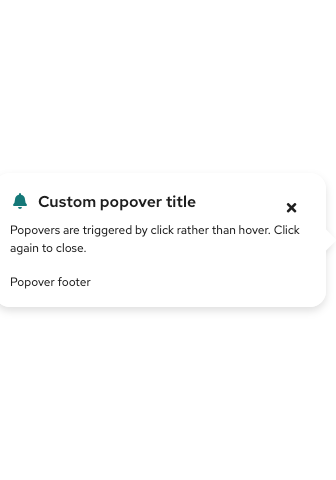 Custom popover title
Popovers are triggered by click rather than hover. Click
again to close.
Popover footer